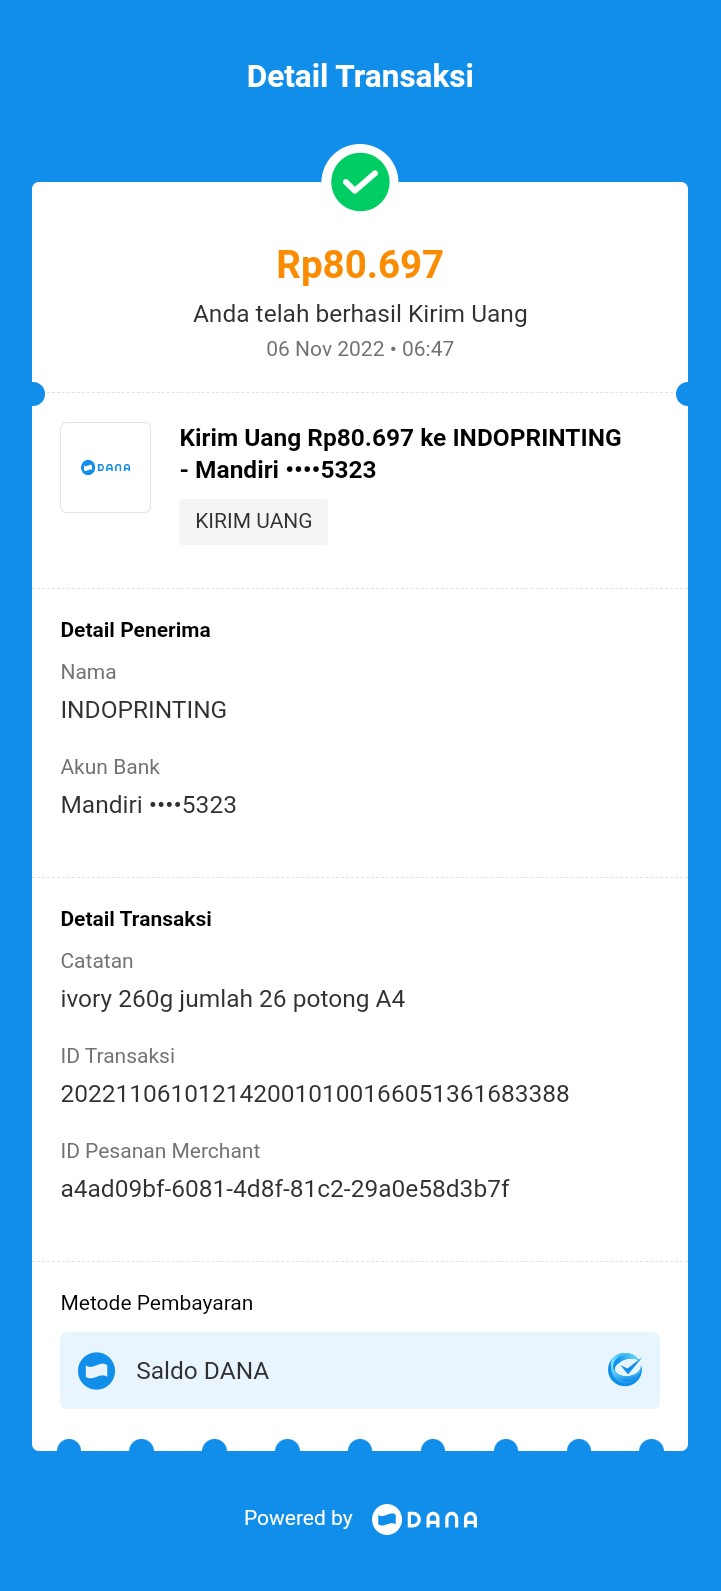 Detail Transaksi
Rp80.697
Anda telah berhasil Kirim Uang
06 Nov 2022 • 06:47
DANA
Kirim Uang Rp80.697 ke INDOPRINTING
- Mandiri ••••5323
KIRIM UANG
Detail Penerima
Nama
INDOPRINTING
Akun Bank
Mandiri ••••5323
Detail Transaksi
Catatan
ivory 260g jumlah 26 potong A4
ID Transaksi
2022110610121420010100166051361683388
ID Pesanan Merchant
a4ad09bf-6081-4d8f-81c2-29a0e58d3b7f
Metode Pembayaran
Saldo DANA
Powered by DANA